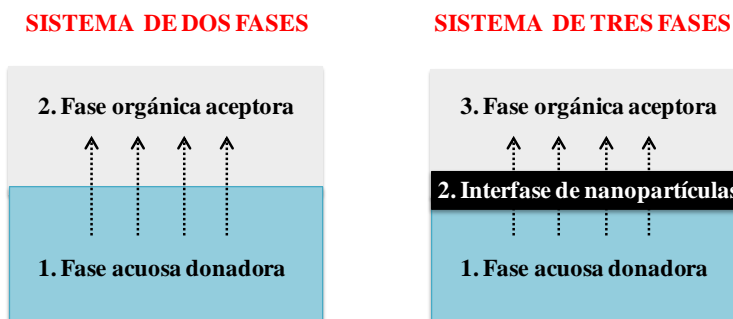 SISTEMA DE DOS FASES
2. Fase orgánica aceptora
1. Fase acuosa donadora
SISTEMA DE TRES FASES
3. Fase orgánica aceptora
2. Interfase de nanopartículas
1. Fase acuosa donadora